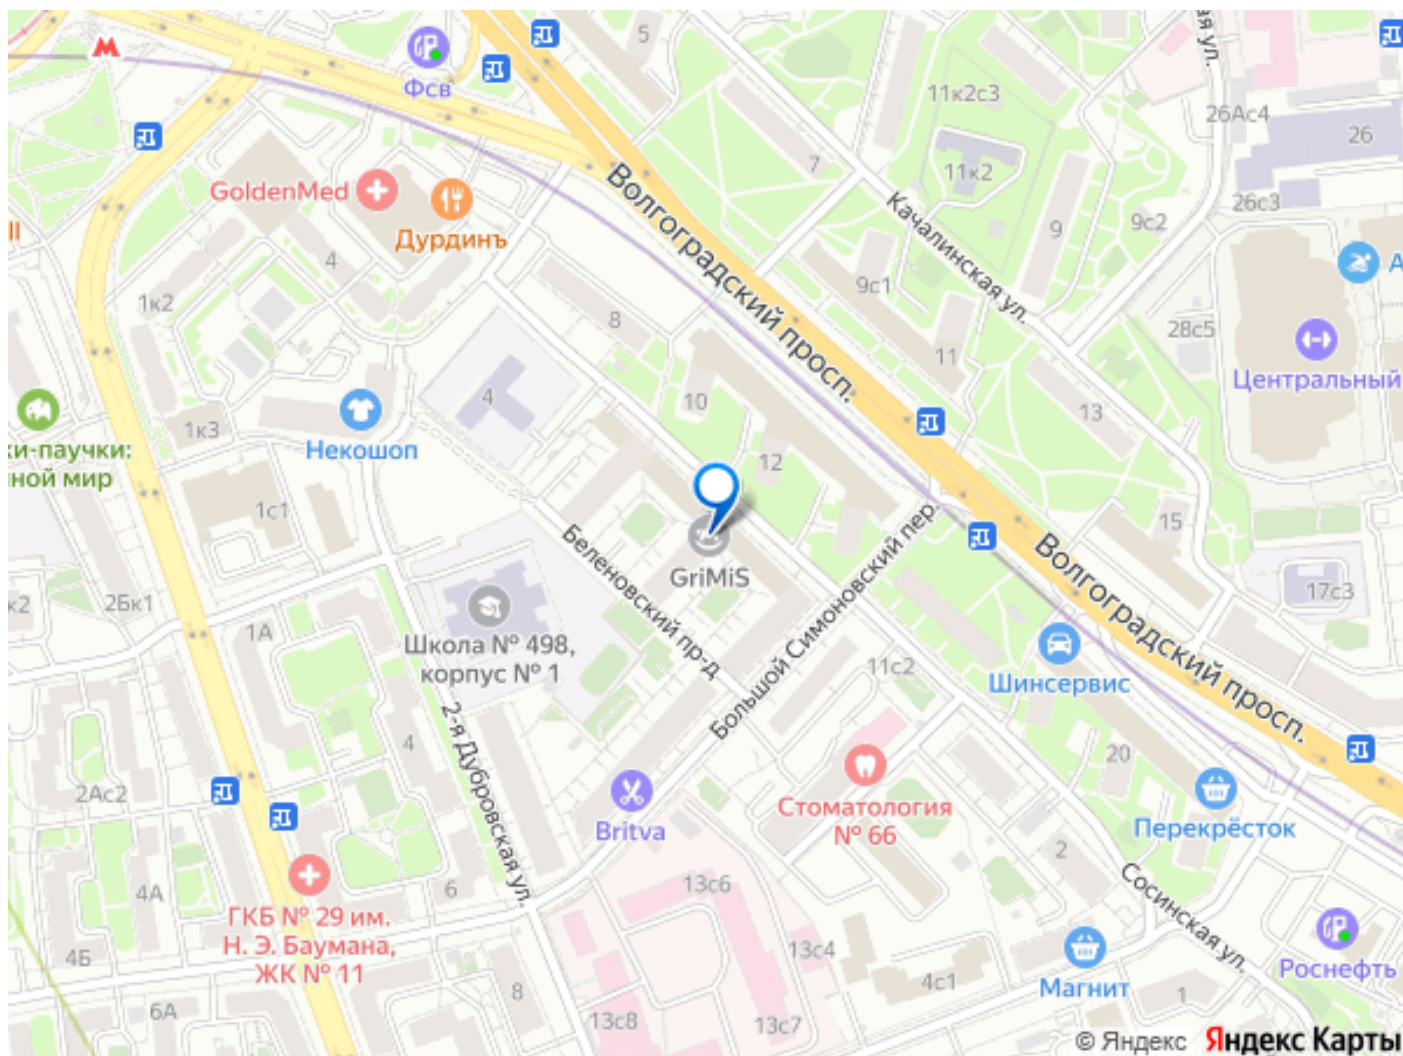 5
ая ул.
Фсв
11к2с3
26Ас4
26
7
11к2
GoldenMed
Волгоградский просп.
Качалинская ул.
9
9с2
26с3
II
Дурдинъ
4
А
1к2
9с1
8
28с5
11
Центральный
4
10
13
1к3
Некошоп
ки-паучки:
ной мир
12
1с1
15
Беленовский пр-д
GriMiS
Большой Симоновский пер.
Волгоградский просп.
17с3
к2
2Бк1
1А
Школа № 498,
корпус № 1
11с2
Шинсервис
2-я Дубровская ул.
4
20
2Ас2
Britva
Стоматология
№ 66
Перекрёсток
2
13с6
Сосинская ул.
4А
6
ГКБ № 29 им.
Н. Э. Баумана,
ЖК № 11
4Б
13с4
Роснефть
4с1
Магнит
1
8
6А
13с8
13с7
© Яндекс Яндекс Карты